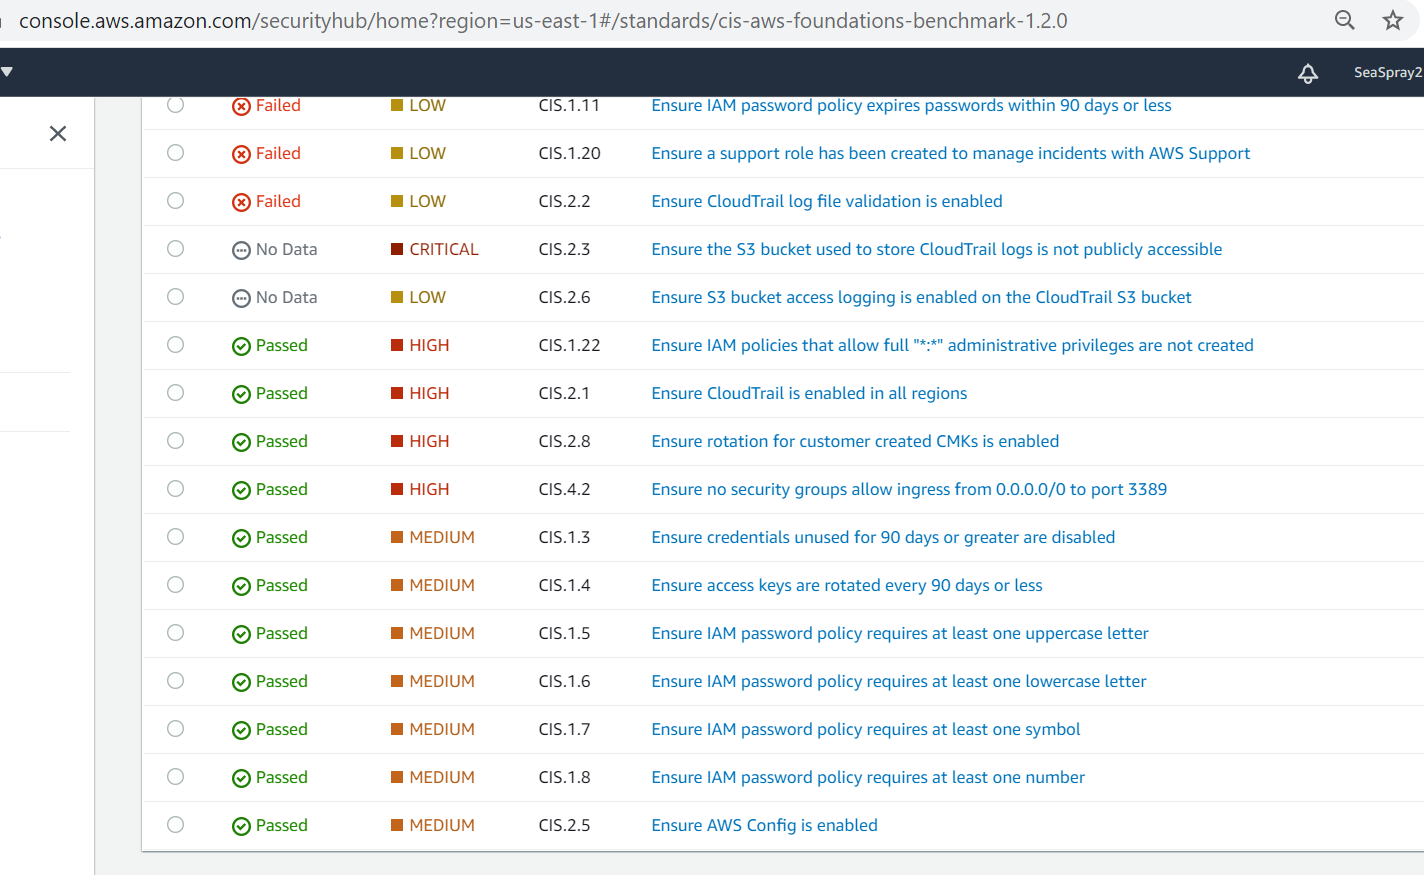 console.aws.amazon.com/securityhub/home?region=us-east-1#/standards/cis-aws-foundations-benchmark-1.2.0
SeaSpray2
Failed LOW CIS.1.11 Ensure IAM password policy expires passwords within 90 days or less
Failed LOW CIS.1.20 Ensure a support role has been created to manage incidents with AWS Support
Failed LOW CIS.2.2 Ensure CloudTrail log file validation is enabled
No Data CRITICAL CIS.2.3 Ensure the S3 bucket used to store CloudTrail logs is not publicly accessible
No Data LOW CIS.2.6 Ensure S3 bucket access logging is enabled on the CloudTrail S3 bucket
Passed HIGH CIS.1.22 Ensure IAM policies that allow full "*:*" administrative privileges are not created
Passed HIGH CIS.2.1 Ensure CloudTrail is enabled in all regions
Passed HIGH CIS.2.8 Ensure rotation for customer created CMKs is enabled
Passed HIGH CIS.4.2 Ensure no security groups allow ingress from 0.0.0.0/0 to port 3389
Passed MEDIUM CIS.1.3 Ensure credentials unused for 90 days or greater are disabled
Passed MEDIUM CIS.1.4 Ensure access keys are rotated every 90 days or less
Passed MEDIUM CIS.1.5 Ensure IAM password policy requires at least one uppercase letter
Passed MEDIUM CIS.1.6 Ensure IAM password policy requires at least one lowercase letter
Passed MEDIUM CIS.1.7 Ensure IAM password policy requires at least one symbol
Passed MEDIUM CIS.1.8 Ensure IAM password policy requires at least one number
Passed MEDIUM CIS.2.5 Ensure AWS Config is enabled